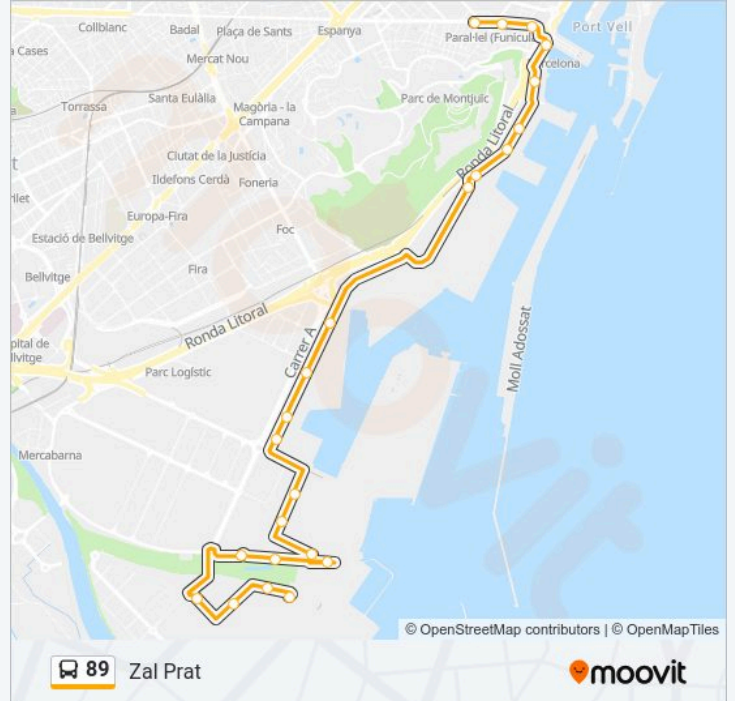 Collblanc
Badal
Plaça de Sants
Espanya
Port Vell
Paral·lel (Funicul
a Cases
Mercat Nou
rcelona
Santa Eulàlia
Parc de Montjuïc
Torrassa
Magòria - la
Campana
Ronda Litoral
t
Ciutat de la Justícia
Ildefons Cerdà
Foneria
rilet
Europa-Fira
Foc
Estació de Bellvitge
Fira
Bellvitge
Ronda Litoral
Moll Adossat
Carrer A
pital de
llvitge
Parc Logístic
Mercabarna
© OpenStreetMap contributors | © OpenMapTiles
89 Zal Prat
moovit